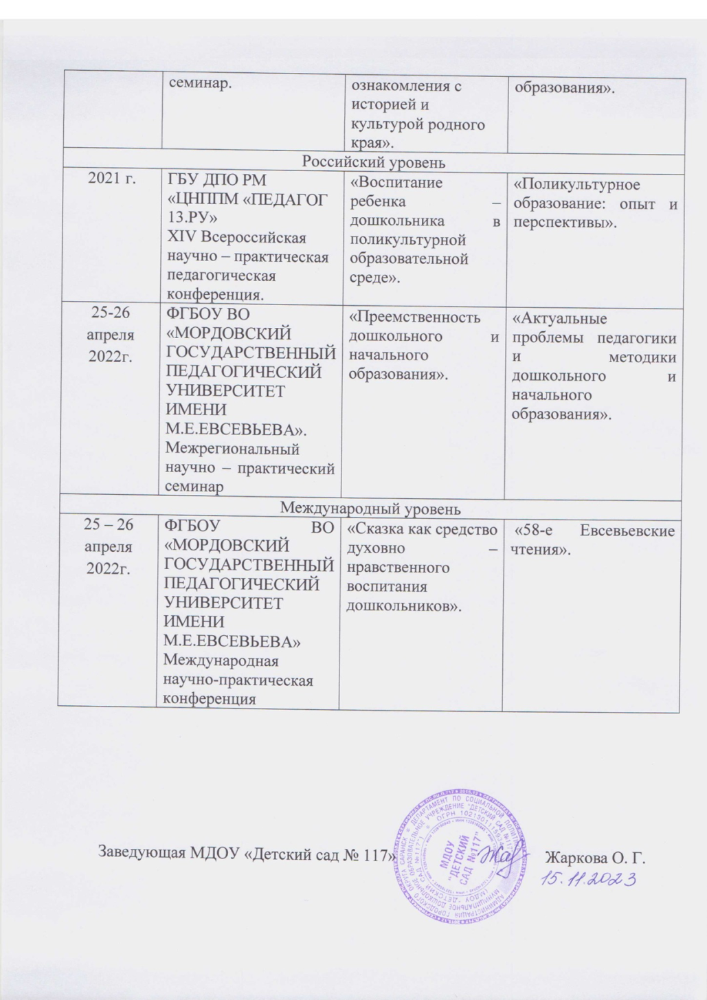 семинар.
ознакомления с
историей и
культурой родного
края».
образования».
Российский уровень
2021 г.
ГБУ ДПО РМ
«ЦНППМ «ПЕДАГОГ
13.РУ»
XIV Всероссийская
научно – практическая
педагогическая
конференция.
«Воспитание
ребенка –
дошкольника в
поликультурной
образовательной
среде».
«Поликультурное
образование: опыт и
перспективы».
25-26
апреля
2022г.
ФГБОУ ВО
«МОРДОВСКИЙ
ГОСУДАРСТВЕННЫЙ
ПЕДАГОГИЧЕСКИЙ
УНИВЕРСИТЕТ
ИМЕНИ
М.Е.ЕВСЕВЬЕВА».
Межрегиональный
научно – практический
семинар
«Преемственность
дошкольного и
начального
образования».
«Актуальные
проблемы педагогики
и методики
дошкольного и
начального
образования».
Международный уровень
25 – 26
апреля
2022г.
ФГБОУ ВО
«МОРДОВСКИЙ
ГОСУДАРСТВЕННЫЙ
ПЕДАГОГИЧЕСКИЙ
УНИВЕРСИТЕТ
ИМЕНИ
М.Е.ЕВСЕВЬЕВА»
Международная
научно-практическая
конференция
«Сказка как средство
духовно –
нравственного
воспитания
дошкольников».
«58-е Евсевьевские
чтения».
Заведующая МДОУ «Детский сад № 117»
МДОУ
"ДЕТСКИЙ
САД №117"
Жаркова О. Г.
15.11.2023